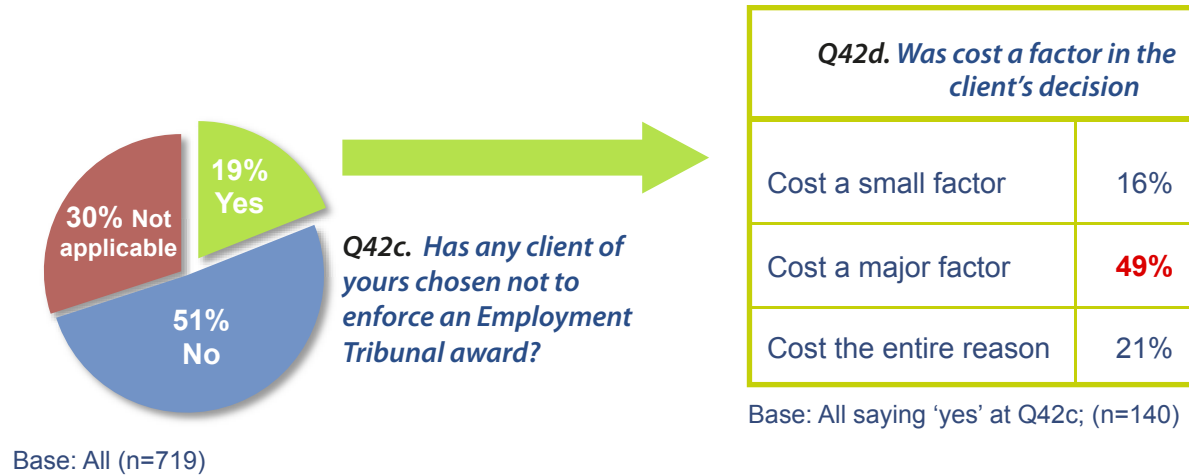 19%
Yes
30% Not
applicable
51%
No
Base: All (n=719)
Q42c. Has any client of
yours chosen not to
enforce an Employment
Tribunal award?
Q42d. Was cost a factor in the
client’s decision
Cost a small factor 16%
Cost a major factor 49%
Cost the entire reason 21%
Base: All saying ‘yes’ at Q42c; (n=140)